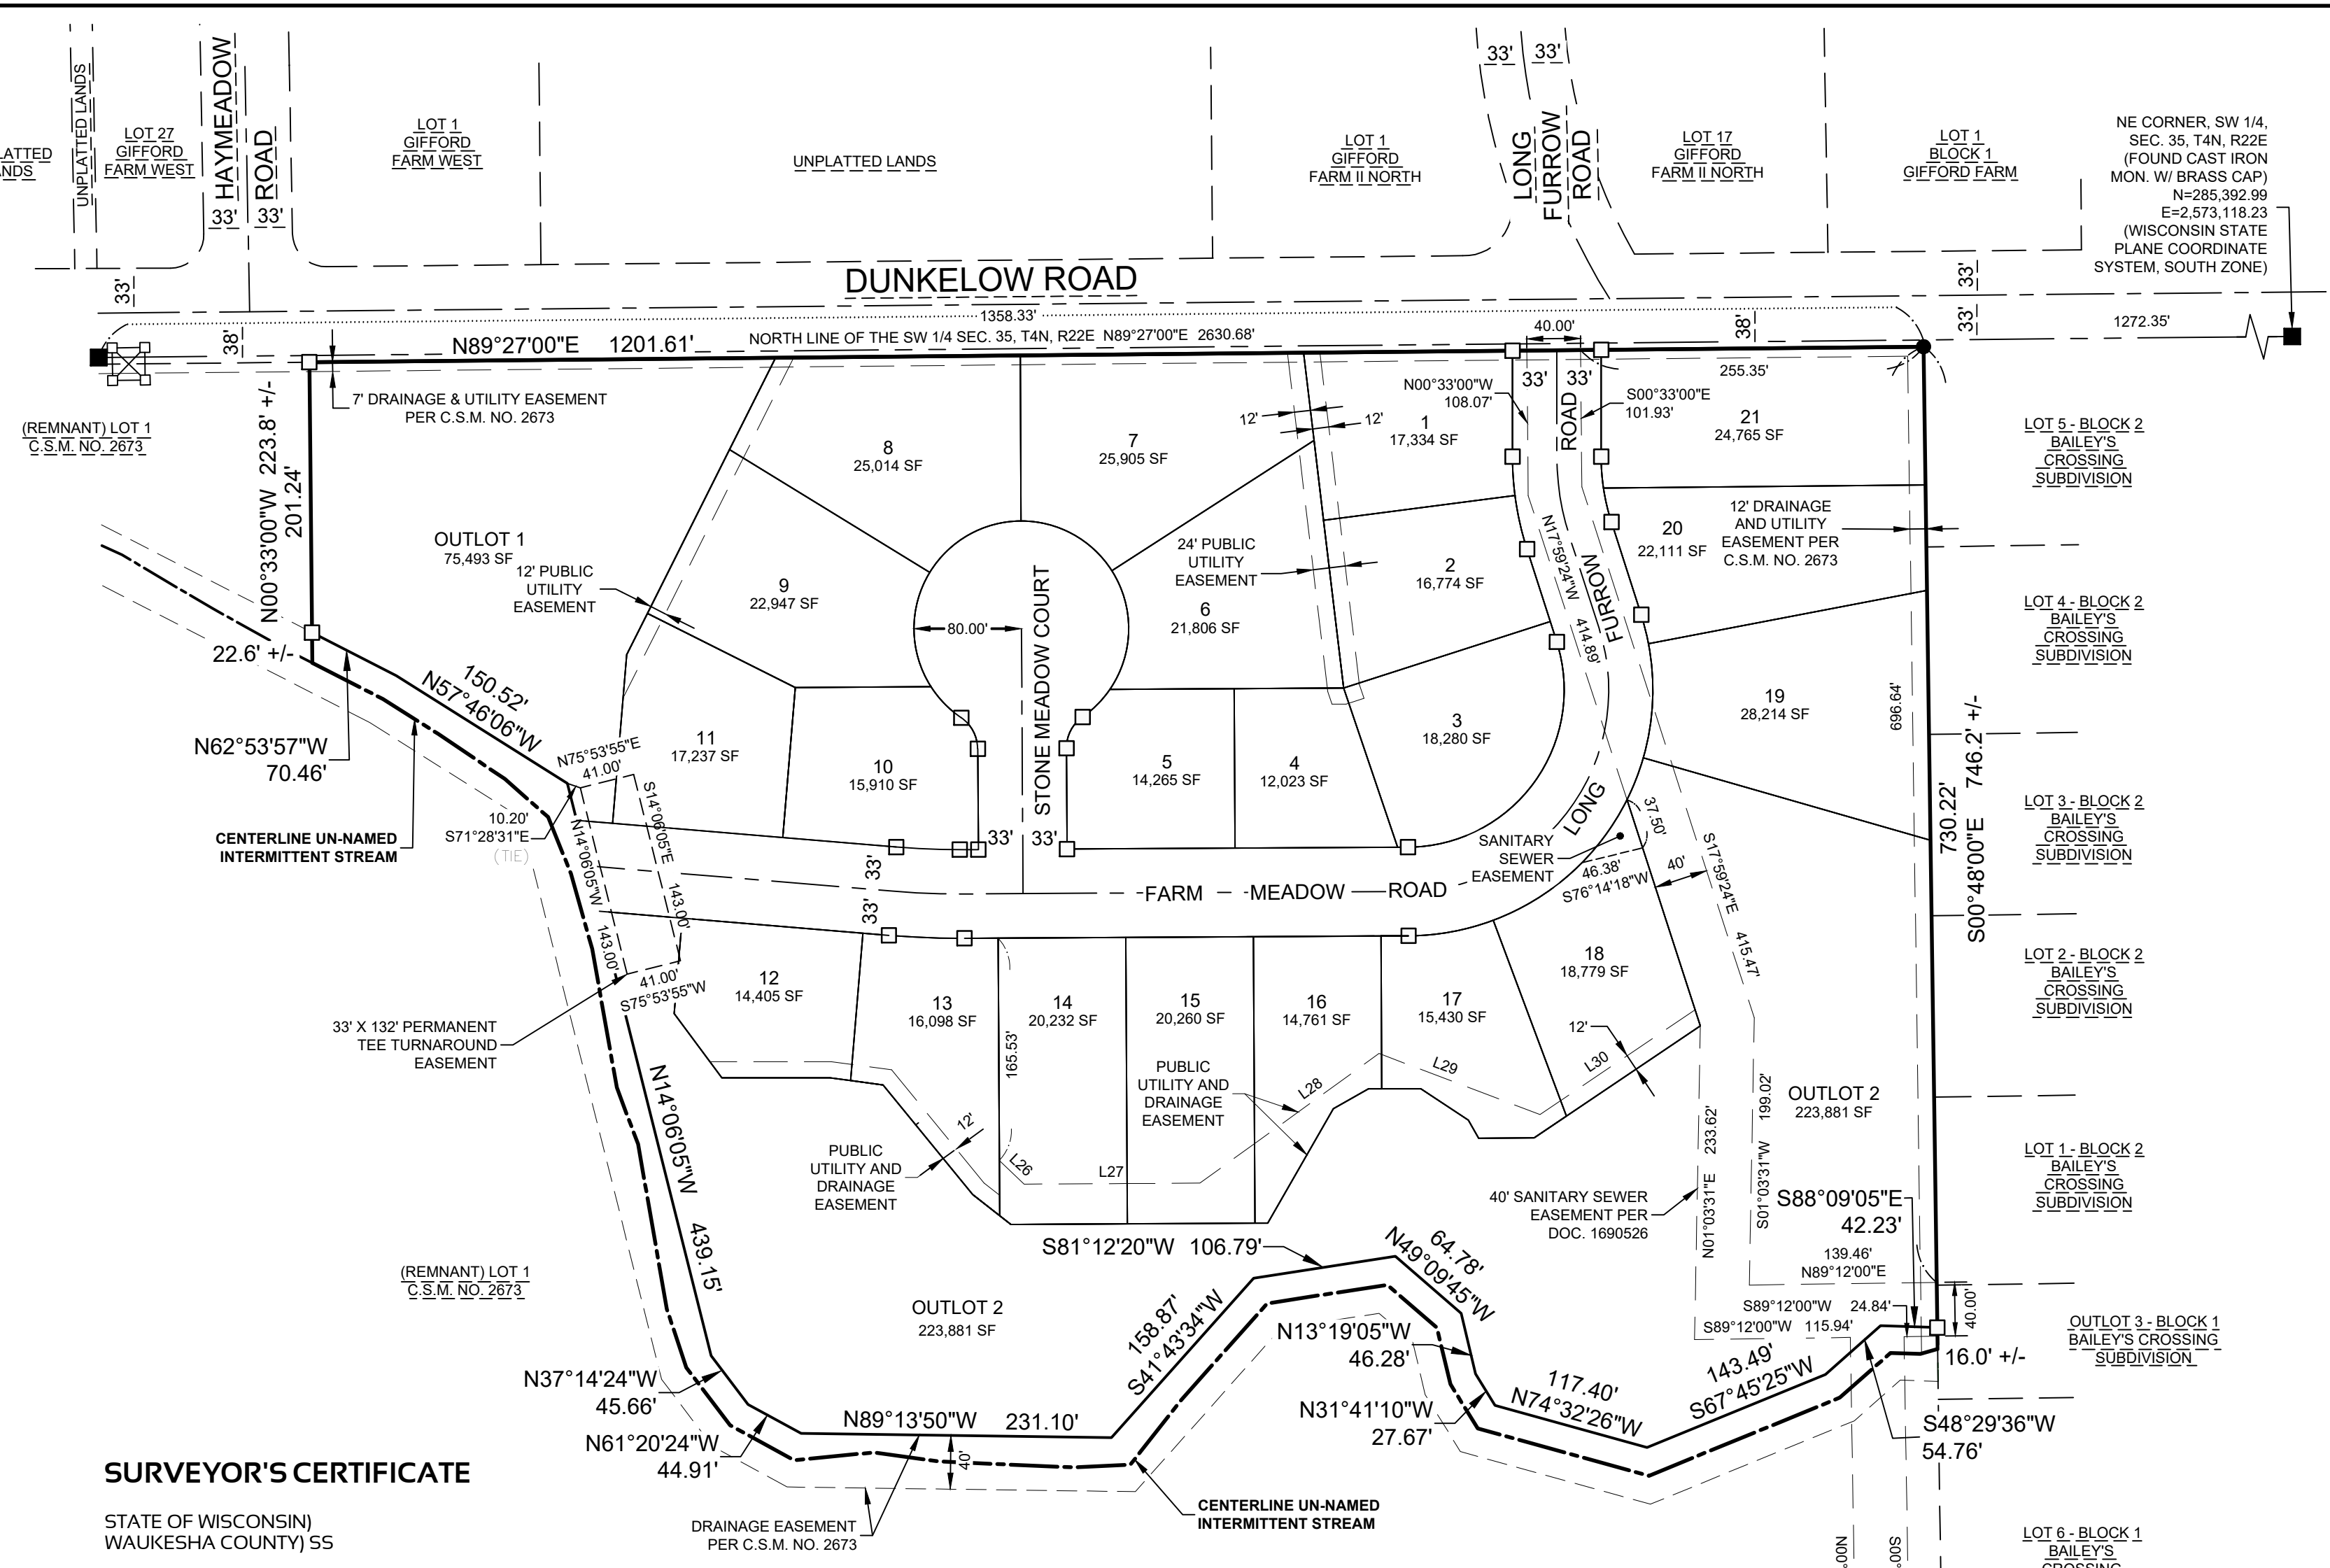 HAYMEADOW
ROAD
33'
33'
UNPLATTED LANDS
LOT 27
GIFFORD
FARM WEST
LOT 1
GIFFORD
FARM WEST
UNPLATTED LANDS
LOT 1
GIFFORD
FARM II NORTH
33'
33'
LONG
FURROW
ROAD
LOT 17
GIFFORD
FARM II NORTH
LOT 1
BLOCK 1
GIFFORD FARM
NE CORNER, SW 1/4,
SEC. 35, T4N, R22E
(FOUND CAST IRON
MON. W/ BRASS CAP)
N=285,392.99
E=2,573,118.23
(WISCONSIN STATE
PLANE COORDINATE
SYSTEM, SOUTH ZONE)
LATTED
NDS
33'
DUNKELOW ROAD
33'
33'
1358.33'
38'
N89°27'00"E 1201.61'
NORTH LINE OF THE SW 1/4 SEC. 35, T4N, R22E N89°27'00"E 2630.68'
40.00'
38'
1272.35'
255.35'
7' DRAINAGE & UTILITY EASEMENT
PER C.S.M. NO. 2673
(REMNANT) LOT 1
C.S.M. NO. 2673
N00°33'00"W 223.8' +/-
201.24'
22.6' +/-
OUTLOT 1
75,493 SF
12' PUBLIC
UTILITY
EASEMENT
8
25,014 SF
7
25,905 SF
12'
12'
1
17,334 SF
N00°33'00"W
108.07'
33'
33'
ROAD
S00°33'00"E
101.93'
21
24,765 SF
LOT 5 - BLOCK 2
BAILEY'S
CROSSING
SUBDIVISION
9
22,947 SF
80.00'
STONE MEADOW COURT
24' PUBLIC
UTILITY
EASEMENT
6
21,806 SF
2
16,774 SF
N17°59'24"W 414.89'
FURRROW
20
22,111 SF
12' DRAINAGE
AND UTILITY
EASEMENT PER
C.S.M. NO. 2673
LOT 4 - BLOCK 2
BAILEY'S
CROSSING
SUBDIVISION
150.52'
N57°46'06"W
N62°53'57"W
70.46'
11
17,237 SF
10
15,910 SF
5
14,265 SF
4
12,023 SF
3
18,280 SF
19
28,214 SF
696.64'
730.22'
S00°48'00"E 746.2' +/-
LOT 3 - BLOCK 2
BAILEY'S
CROSSING
SUBDIVISION
N75°53'55"E
41.00'
S14°06'05"E 143.00'
N14°06'05"W 143.00'
10.20'
S71°28'31"E
(TIE)
CENTERLINE UN-NAMED
INTERMITTENT STREAM
33'
33'
33'
33'
FARM MEADOW ROAD
LONG
SANITARY
SEWER
EASEMENT
37.50'
46.38'
S76°14'18"W
40'
S17°59'24"E 415.47'
41.00'
S75°53'55"W
33' X 132' PERMANENT
TEE TURNAROUND
EASEMENT
12
14,405 SF
13
16,098 SF
165.53'
14
20,232 SF
15
20,260 SF
16
14,761 SF
17
15,430 SF
18
18,779 SF
12'
LOT 2 - BLOCK 2
BAILEY'S
CROSSING
SUBDIVISION
PUBLIC
UTILITY AND
DRAINAGE
EASEMENT
L28
L29
L30
OUTLOT 2
223,881 SF
N14°06'05"W 439.15'
12'
PUBLIC
UTILITY AND
DRAINAGE
EASEMENT
L26
L27
N01°03'31"E 233.62'
S01°03'31"W 199.02'
LOT 1 - BLOCK 2
BAILEY'S
CROSSING
SUBDIVISION
40' SANITARY SEWER
EASEMENT PER
DOC. 1690526
S88°09'05"E
42.23'
139.46'
N89°12'00"E
S81°12'20"W 106.79'
64.78'
N49°09'45"W
(REMNANT) LOT 1
C.S.M. NO. 2673
OUTLOT 2
223,881 SF
158.87'
S41°43'34"W
N13°19'05"W
46.28'
S89°12'00"W 24.84'
S89°12'00"W 115.94'
40.00'
16.0' +/-
OUTLOT 3 - BLOCK 1
BAILEY'S CROSSING
SUBDIVISION
N37°14'24"W
45.66'
N61°20'24"W
44.91'
N89°13'50"W 231.10'
40'
N31°41'10"W
27.67'
117.40'
N74°32'26"W
143.49'
S67°45'25"W
S48°29'36"W
54.76'
SURVEYOR'S CERTIFICATE
STATE OF WISCONSIN)
WAUKESHA COUNTY) SS
DRAINAGE EASEMENT
PER C.S.M. NO. 2673
CENTERLINE UN-NAMED
INTERMITTENT STREAM
.00N
S00°
LOT 6 - BLOCK 1
BAILEY'S
CROSSING